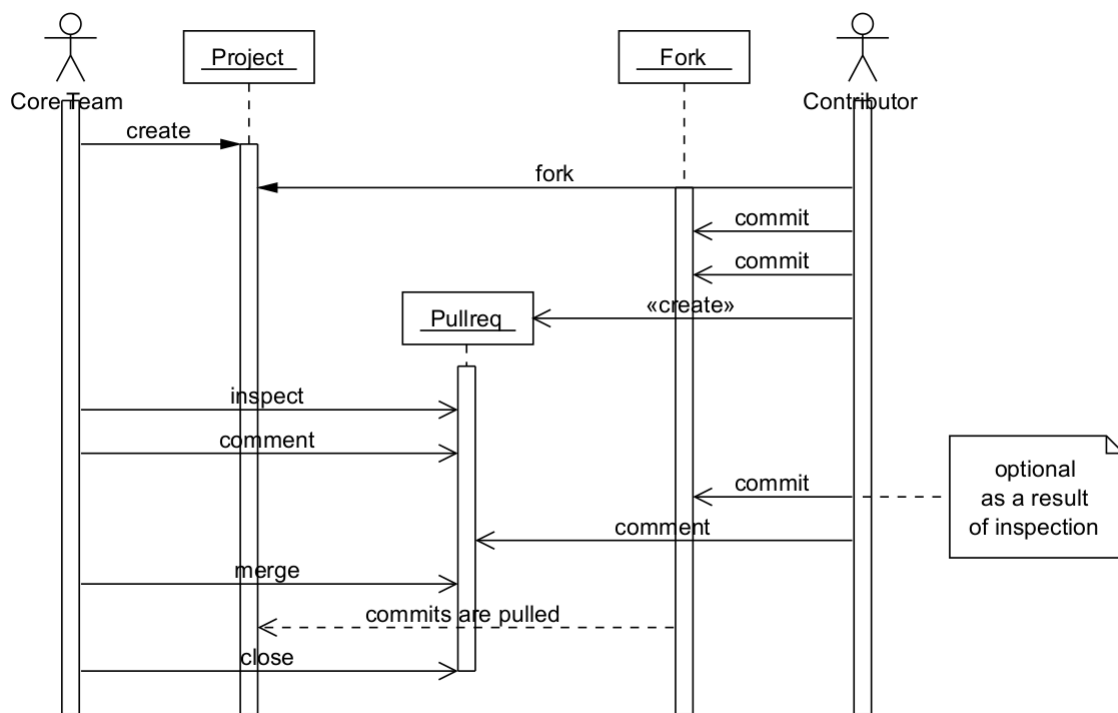 Project
Fork
Core Team
Contributor
create
fork
commit
commit
«create»
Pullreq
inspect
comment
commit
optional
as a result
of inspection
comment
merge
commits are pulled
close